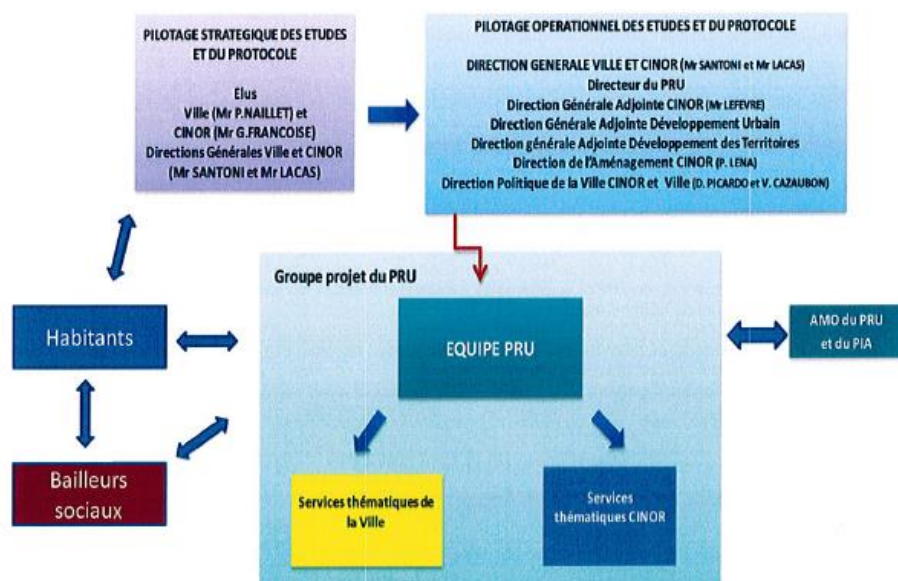 PILOTAGE STRATEGIQUE DES ETUDES
ET DU PROTOCOLE
Elus
Ville (Mr P.NAILLET) et
CINOR (Mr G.FRANCOISE)
Directions Générales Ville et CINOR
(Mr SANTONI et Mr LACAS)
PILOTAGE OPERATIONNEL DES ETUDES ET DU PROTOCOLE
DIRECTION GENERALE VILLE ET CINOR (Mr SANTONI et Mr LACAS)
Directeur du PRU
Direction Générale Adjointe CINOR (Mr LEFEVRE)
Direction Générale Adjointe Développement Urbain
Direction générale Adjointe Développement des Territoires
Direction de l'Aménagement CINOR (P. LENA)
Direction Politique de la Ville CINOR et Ville (D. PICARDO et V. CAZAUBON)
Groupe projet du PRU
Habitants
EQUIPE PRU
AMO du PRU
et du PIA
Bailleurs
sociaux
Services thématiques de
la Ville
Services
thématiques CINOR